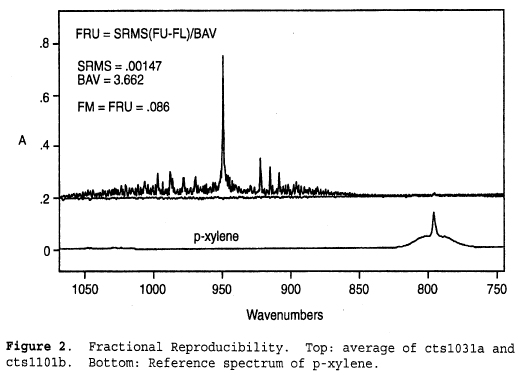 FRU = SRMS(FU-FL)/BAV
SRMS = .00147
BAV = 3.662
FM = FRU = .086
.8
.6
A
.4
.2
0
p-xylene
1050 1000 950 900 850 800 750
Wavenumbers
Figure 2. Fractional Reproducibility. Top: average of cts1031a and
cts1101b. Bottom: Reference spectrum of p-xylene.